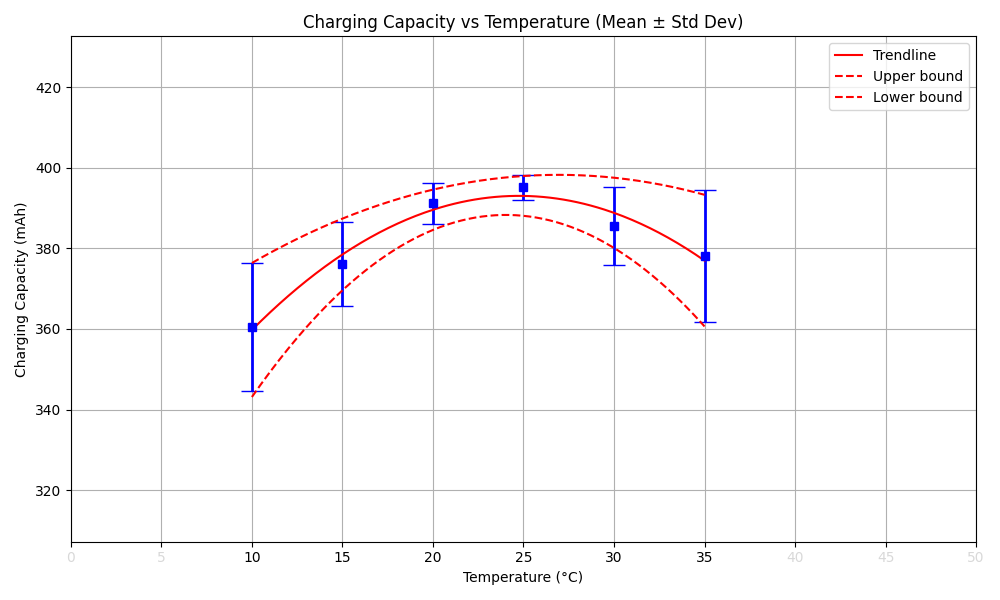 Charging Capacity vs Temperature (Mean ± Std Dev)
Trendline
Upper bound
Lower bound
Charging Capacity (mAh)
420
400
380
360
340
320
0 5 10 15 20 25 30 35 40 45 50
Temperature (°C)